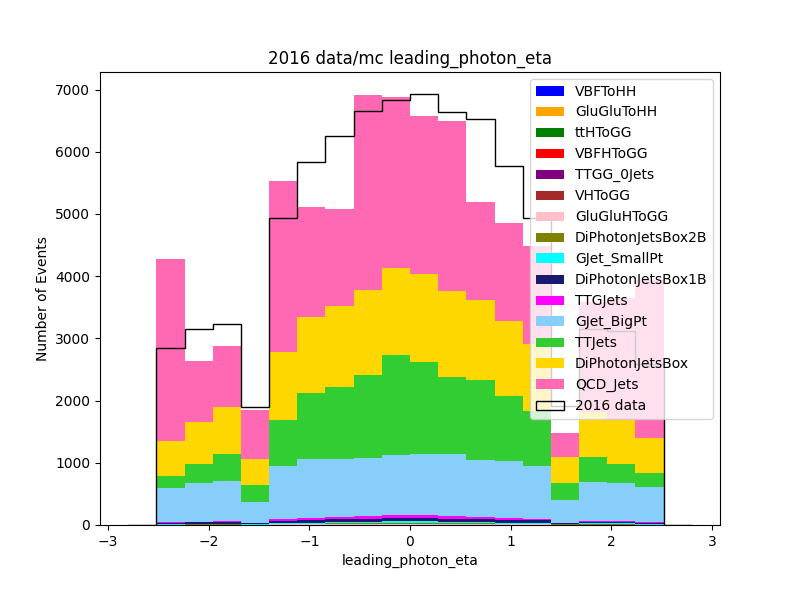 2016 data/mc leading_photon_eta
Number of Events
7000
6000
5000
4000
3000
2000
1000
0
−3
−2
−1
0
1
2
3
leading_photon_eta
VBFToHH
GluGluToHH
ttHToGG
VBFHToGG
TTGG_0Jets
VHToGG
GluGluHToGG
DiPhotonJetsBox2B
GJet_SmallPt
DiPhotonJetsBox1B
TTGJets
GJet_BigPt
TTJets
DiPhotonJetsBox
QCD_Jets
2016 data